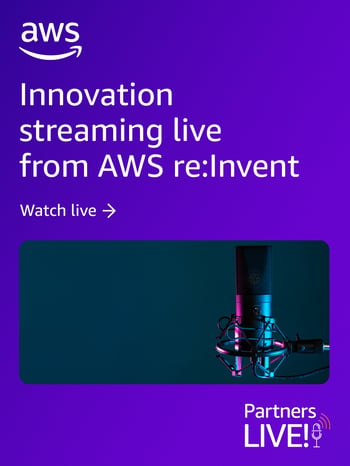 aws
Innovation
streaming live
from AWS re:Invent
Watch live →
Partners
LIVE!